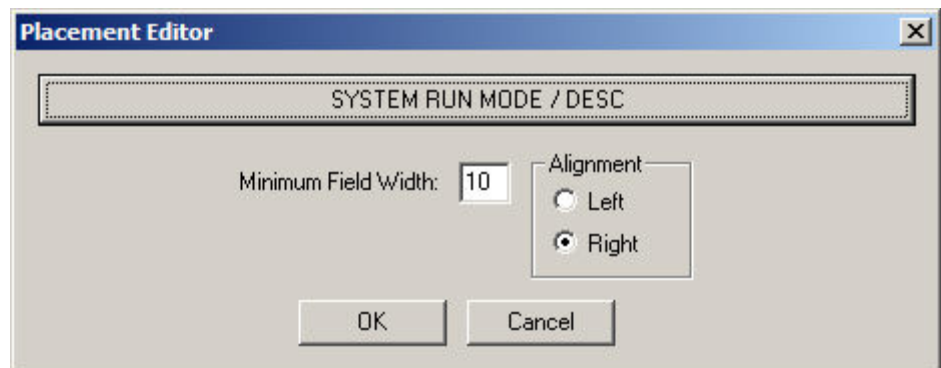 Placement Editor
SYSTEM RUN MODE / DESC
Minimum Field Width: 10
Alignment
Left
Right
OK Cancel